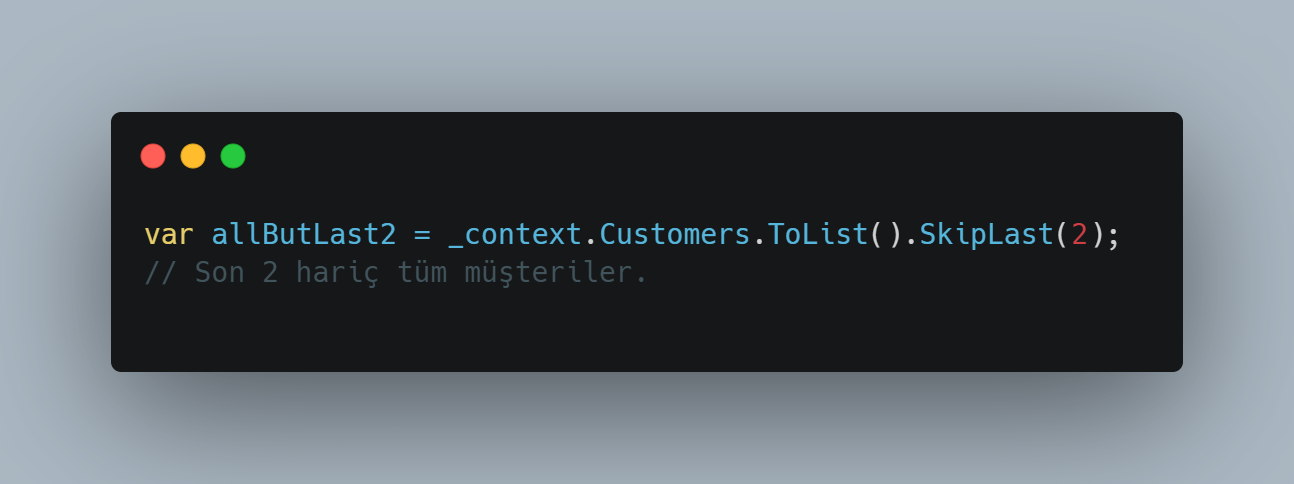 var allButLast2 = _context.Customers.ToList().SkipLast(2);
// Son 2 hariç tüm müşteriler.